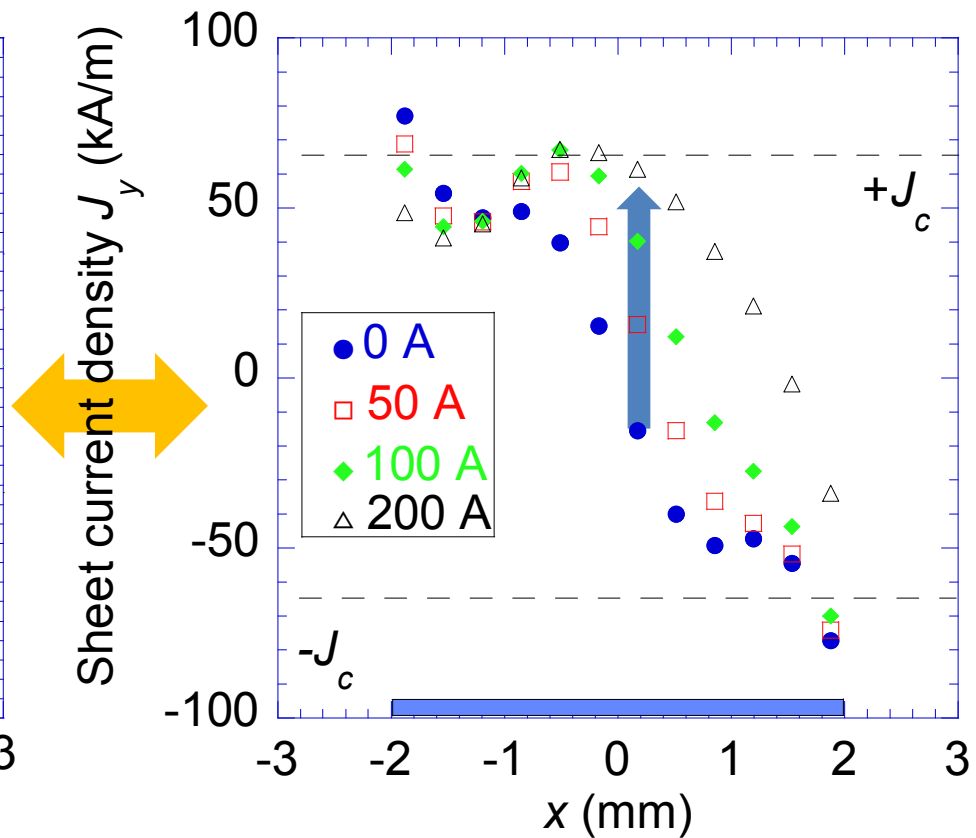 Sheet current density J_y (kA/m)
100
50
0
-50
-100
+J_c
0 A
50 A
100 A
200 A
-J_c
3
-3 -2 -1 0 1 2 3
x (mm)